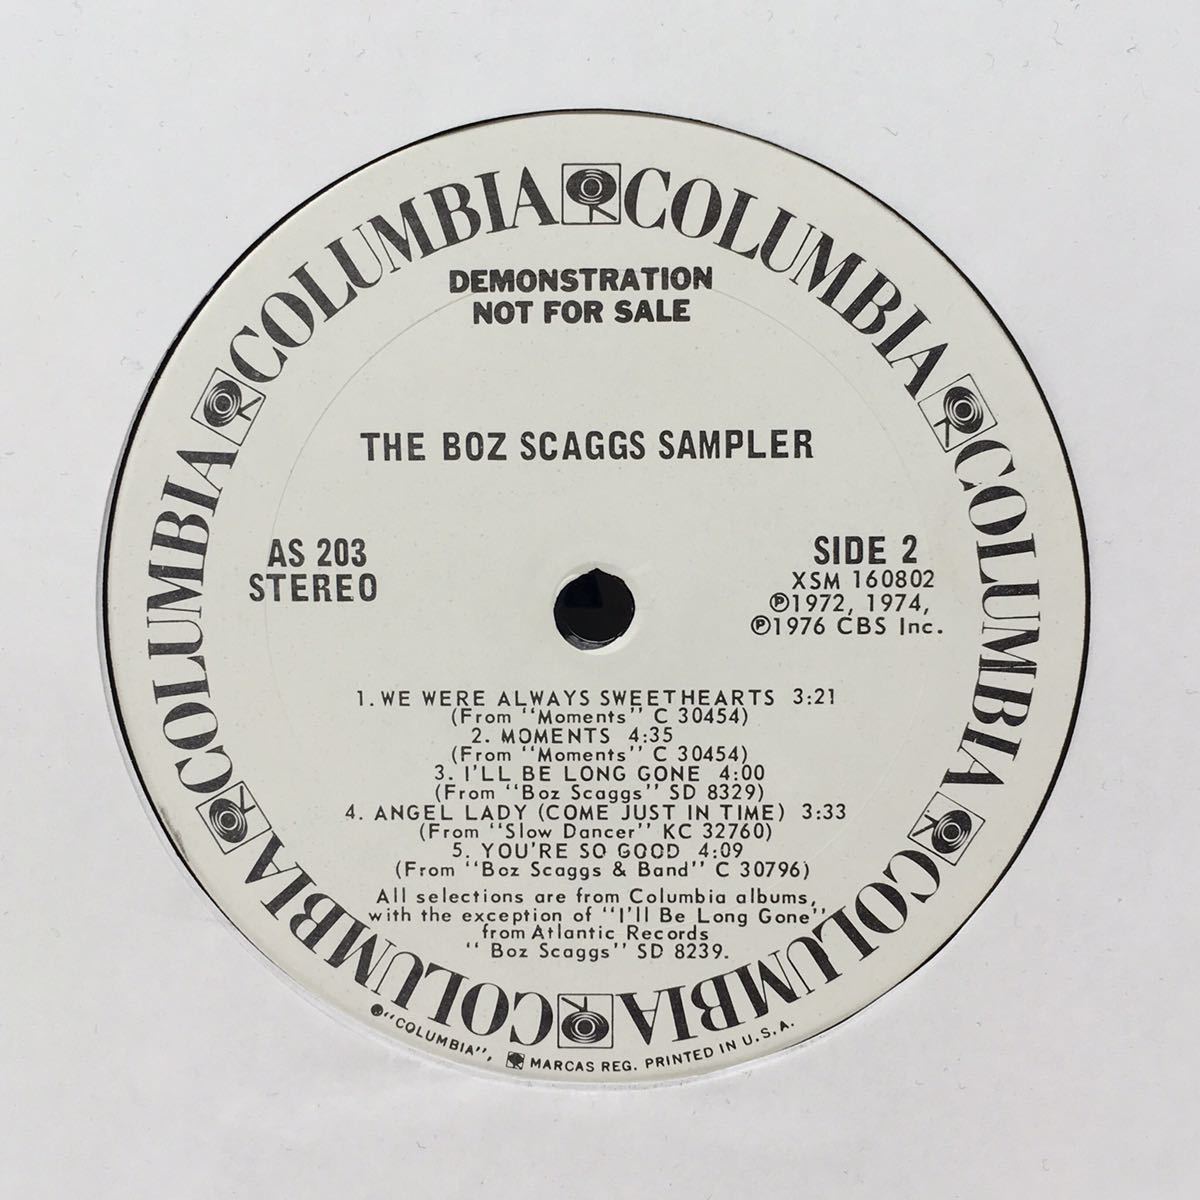 COLUMBIA COLUMBIA COLUMBIA COLUMBIA COLUMBIA COLUMBIA COLUMBIA
DEMONSTRATION
NOT FOR SALE
THE BOZ SCAGGS SAMPLER
AS 203
STEREO
SIDE 2
XSM 160802
Ⓟ1972, 1974,
Ⓟ1976 CBS Inc.
1. WE WERE ALWAYS SWEETHEARTS 3:21
(From "Moments" C 30454)
2. MOMENTS 4:35
(From "Moments" C 30454)
3. I'LL BE LONG GONE 4:00
(From "Boz Scaggs" SD 8329)
4. ANGEL LADY (COME JUST IN TIME) 3:33
(From "Slow Dancer" KC 32760)
5. YOU'RE SO GOOD 4:09
(From "Boz Scaggs & Band" C 30796)
All selections are from Columbia albums,
with the exception of "I'll Be Long Gone"
from Atlantic Records
"Boz Scaggs" SD 8239.
®"COLUMBIA", MARCAS REG. PRINTED IN U.S.A.